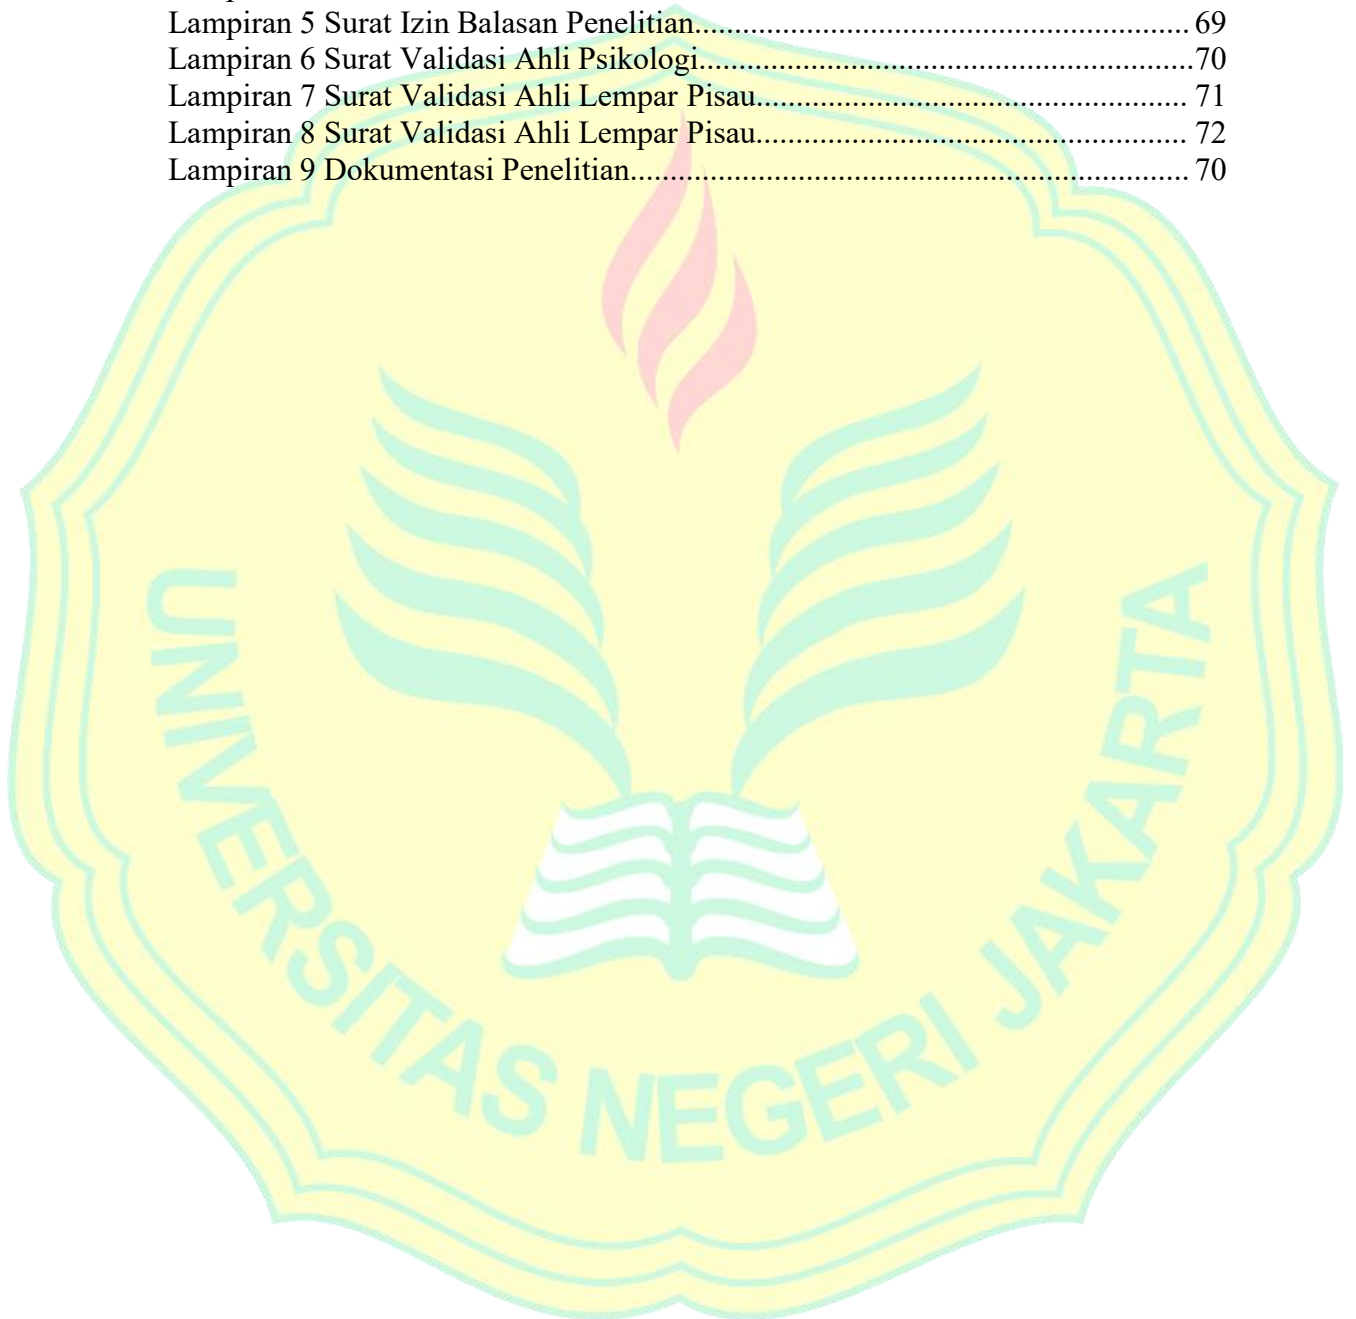 Lampiran 5 Surat Izin Balasan Penelitian........................................................... 69
Lampiran 6 Surat Validasi Ahli Psikologi...........................................................70
Lampiran 7 Surat Validasi Ahli Lempar Pisau.................................................... 71
Lampiran 8 Surat Validasi Ahli Lempar Pisau.................................................... 72
Lampiran 9 Dokumentasi Penelitian................................................................... 70
UNIVERSITAS NEGERI JAKARTA